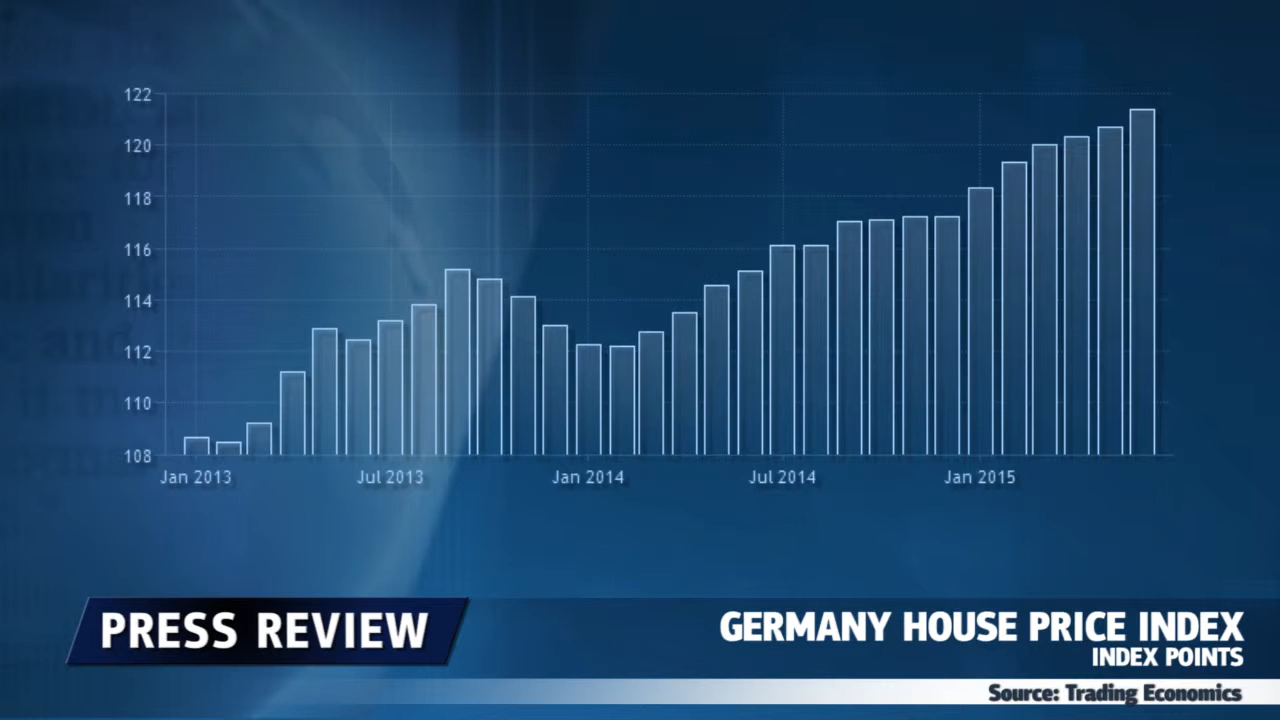 122
120
118
116
114
112
110
108
Jan 2013 Jul 2013 Jan 2014 Jul 2014 Jan 2015
PRESS REVIEW
GERMANY HOUSE PRICE INDEX
INDEX POINTS
Source: Trading Economics